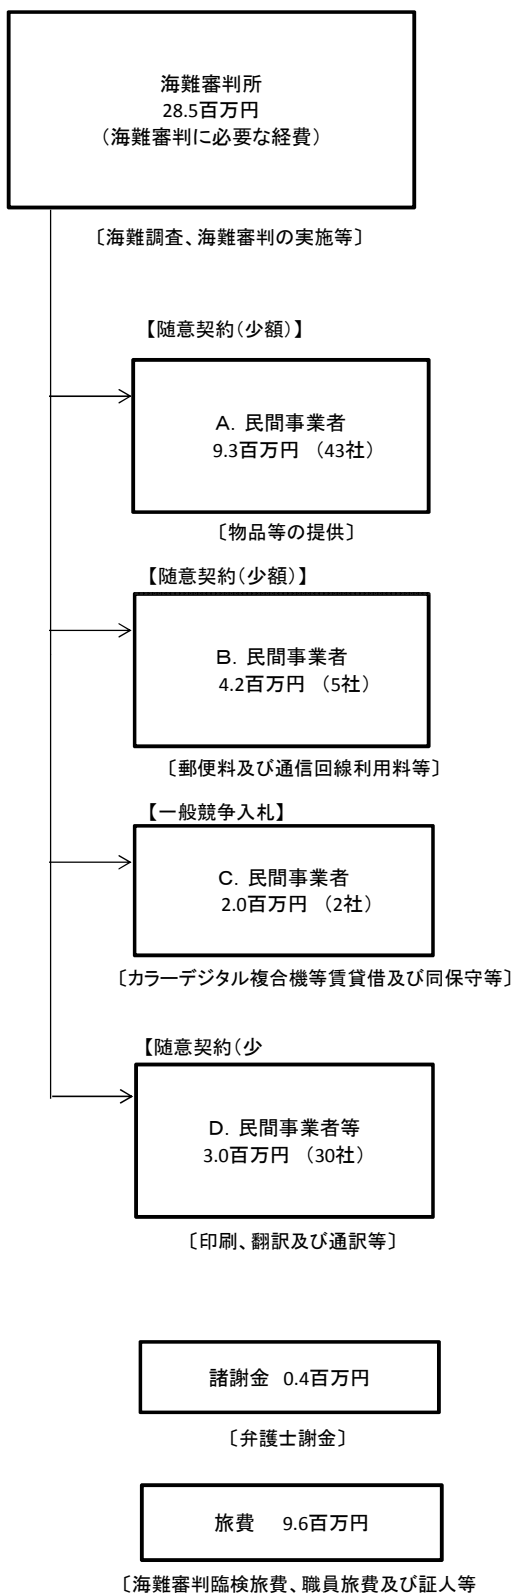 海難審判所
28.5百万円
（海難審判に必要な経費）
〔海難調査、海難審判の実施等〕
【随意契約(少額)】
A. 民間事業者
9.3百万円 （43社）
〔物品等の提供〕
【随意契約(少額)】
B. 民間事業者
4.2百万円 （5社）
〔郵便料及び通信回線利用料等〕
【一般競争入札】
C. 民間事業者
2.0百万円 （2社）
〔カラーデジタル複合機等賃貸借及び同保守等〕
【随意契約(少
D. 民間事業者等
3.0百万円 （30社）
〔印刷、翻訳及び通訳等〕
諸謝金 0.4百万円
〔弁護士謝金〕
旅費 9.6百万円
〔海難審判臨検旅費、職員旅費及び証人等